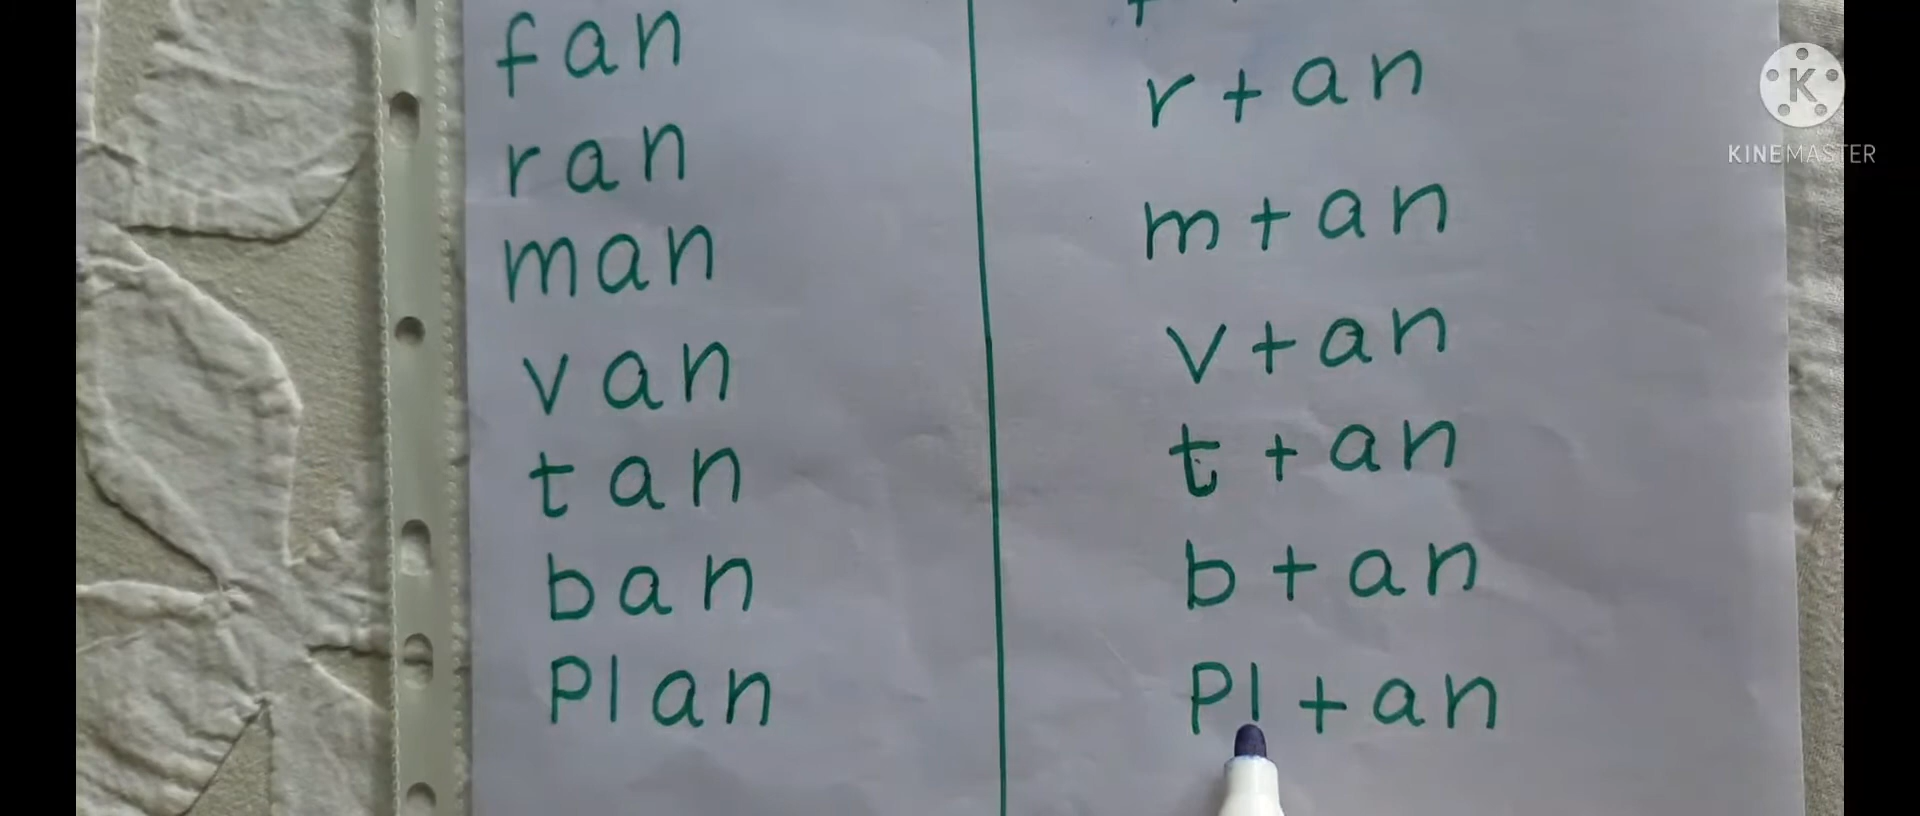 fan
ran
man
van
tan
ban
Plan
r+an
m+an
v+an
t+an
b+an
Pl+an
K
KINEMASTER